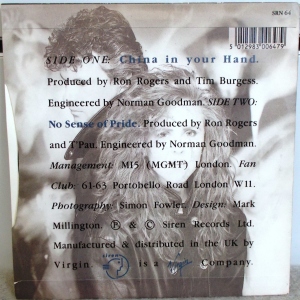 SRN 64
5 012983 006479
SIDE ONE: China in your Hand.
Produced by Ron Rogers and Tim Burgess.
Engineered by Norman Goodman. SIDE TWO:
No Sense of Pride. Produced by Ron Rogers
and T'Pau. Engineered by Norman Goodman.
Management: M15 (MGMT) London. Fan
Club: 61-63 Portobello Road London W11.
Photography: Simon Fowler. Design: Mark
Millington. ℗ & © Siren Records Ltd.
Manufactured & distributed in the UK by
Virgin. siren is a Virgin Company.